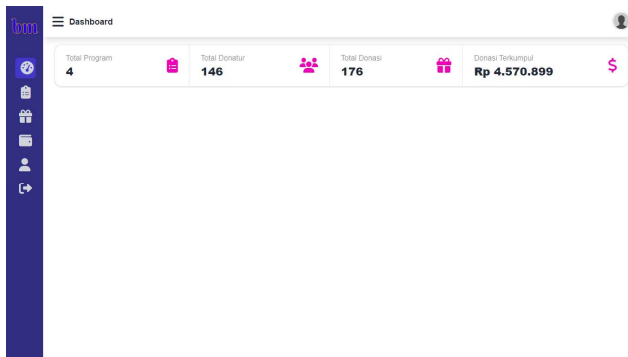 bm
Dashboard
Total Program
4
Total Donatur
146
Total Donasi
176
Donasi Terkumpul
Rp 4.570.899